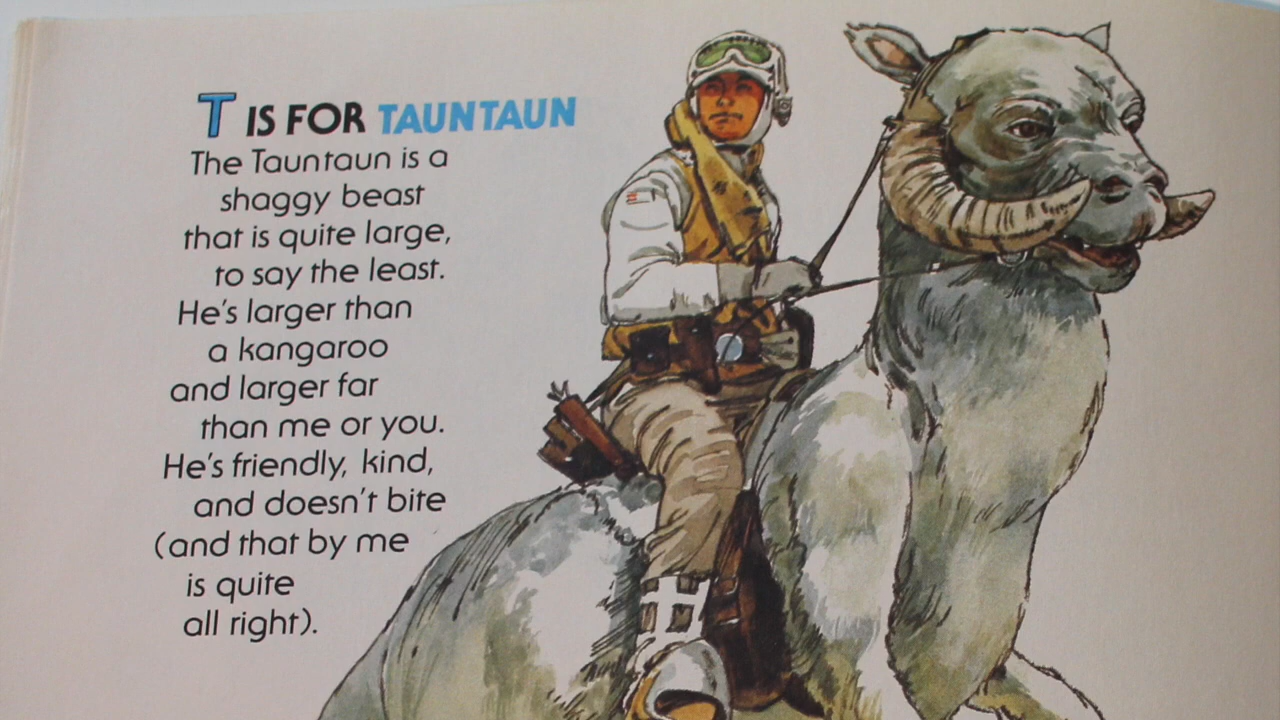 T IS FOR TAUNTAUN
The Tauntaun is a
shaggy beast
that is quite large,
to say the least.
He's larger than
a kangaroo
and larger far
than me or you.
He's friendly, kind,
and doesn't bite
(and that by me
is quite
all right).